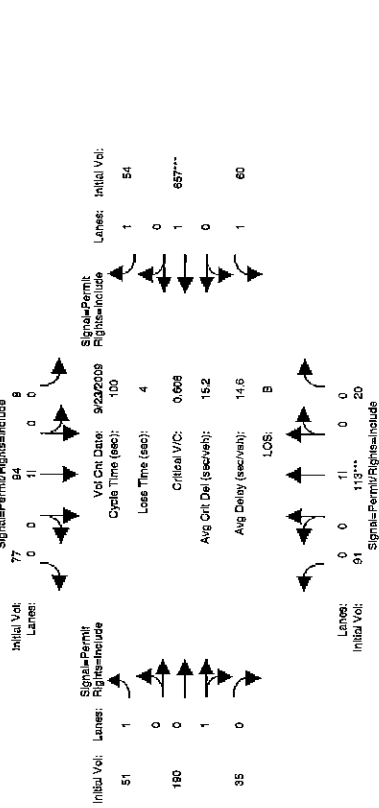 Signal=Permit/Rights=Include
Initial Vol: 77 94 8
Lanes: 0 0 1! 0 0
Signal=Permit
Rights=Include
Vol Cnt Date: 9/23/2009
Signal=Permit
Rights=Include
Initial Vol: Lanes:
Cycle Time (sec): 100
Lanes: Initial Vol:
51 1
Loss Time (sec): 4
1 54
0
0
190 0
Critical V/C: 0.608
1 657***
1
Avg Crit Del (sec/veh): 15.2
0
35 0
Avg Delay (sec/veh): 14.6
1 60
LOS: B
Lanes: 0 0 1! 0 0
Initial Vol: 91 113*** 20
Signal=Permit/Rights=Include